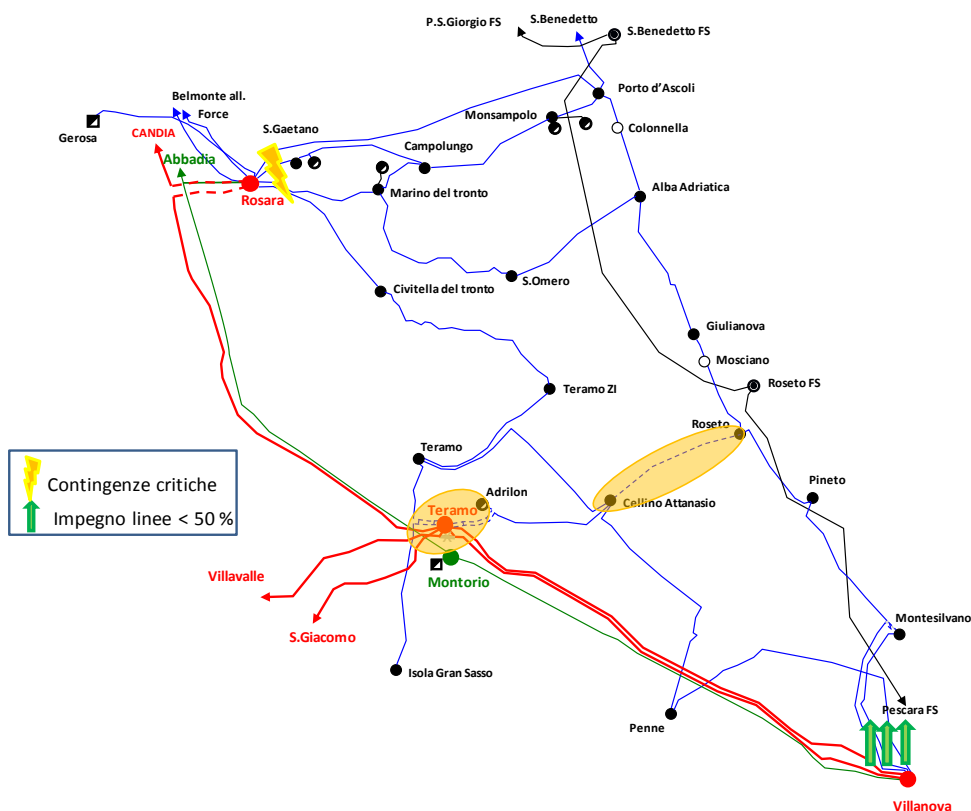 P.S.Giorgio FS
S.Benedetto
S.Benedetto FS
Belmonte all.
Force
Porto d’Ascoli
Monsampolo
Gerosa
S.Gaetano
CANDIA
Colonnella
Abbadia
Campolungo
Rosara
Marino del tronto
Alba Adriatica
S.Omero
Civitella del tronto
Giulianova
Mosciano
Teramo ZI
Roseto FS
Roseto
Teramo
Contingenze critiche
Impegno linee < 50 %
Adrilon
Pineto
Teramo
Cellino Attanasio
Montorio
Villavalle
S.Giacomo
Montesilvano
Isola Gran Sasso
Pescara FS
Penne
Villanova